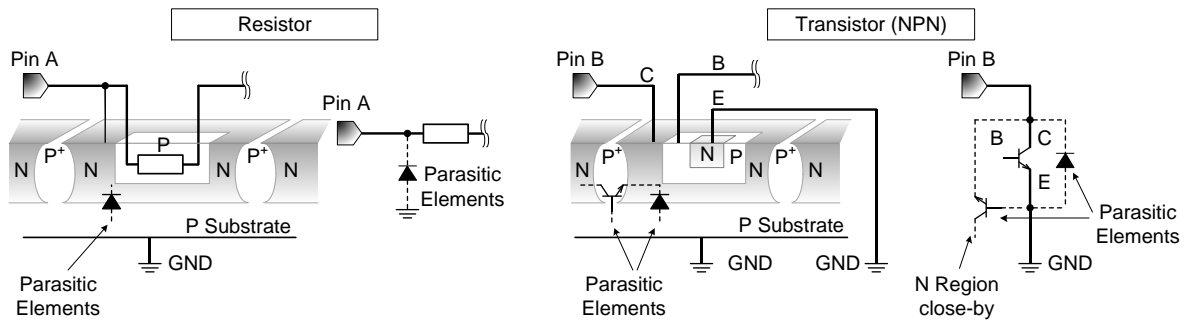 Resistor
Transistor (NPN)
Pin A
Pin A
N
P+
N
P
N
P+
N
Parasitic
Elements
P Substrate
GND
Parasitic
Elements
Pin B
C
B
E
N
P+
N
N
P
N
P+
N
P Substrate
GND
GND
Parasitic
Elements
Pin B
B
C
E
Parasitic
Elements
GND
N Region
close-by